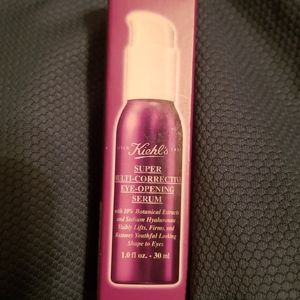 Kiehl's
SUPER
MULTI-CORRECTIVE
EYE-OPENING
SERUM
with 10% Botanical Extracts
and Sodium Hyaluronate
Visibly Lifts, Firms, and
Restores Youthful Looking
Shape to Eyes
1.0 fl. oz. - 30 ml